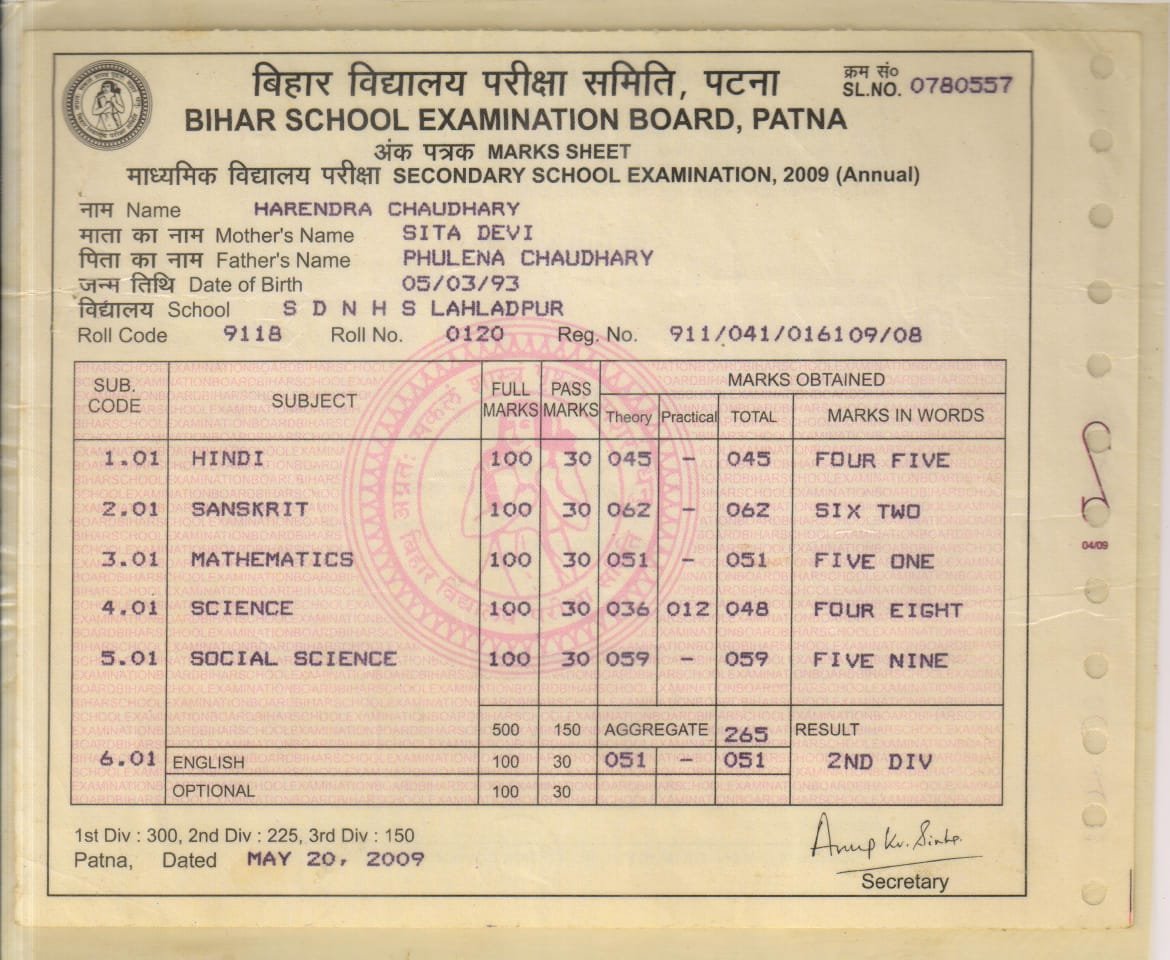 बिहार विद्यालय परीक्षा समिति, पटना
क्रम सं०
SL.NO. 0780557
BIHAR SCHOOL EXAMINATION BOARD, PATNA
अंक पत्रक MARKS SHEET
माध्यमिक विद्यालय परीक्षा SECONDARY SCHOOL EXAMINATION, 2009 (Annual)
नाम Name HARENDRA CHAUDHARY
माता का नाम Mother's Name SITA DEVI
पिता का नाम Father's Name PHULENA CHAUDHARY
जन्म तिथि Date of Birth 05/03/93
विद्यालय School S D N H S LAHLADPUR
Roll Code 9118 Roll No. 0120 Reg. No. 911/041/016109/08
SUB. CODE SUBJECT FULL MARKS PASS MARKS MARKS OBTAINED
Theory Practical TOTAL MARKS IN WORDS
1.01 HINDI 100 30 045 - 045 FOUR FIVE
2.01 SANSKRIT 100 30 062 - 062 SIX TWO
3.01 MATHEMATICS 100 30 051 - 051 FIVE ONE
4.01 SCIENCE 100 30 036 012 048 FOUR EIGHT
5.01 SOCIAL SCIENCE 100 30 059 - 059 FIVE NINE
500 150 AGGREGATE 265 RESULT
6.01 ENGLISH 100 30 051 - 051 2ND DIV
OPTIONAL 100 30
1st Div : 300, 2nd Div : 225, 3rd Div : 150
Patna, Dated MAY 20, 2009
Anup Kr. Sinha
Secretary
04/09